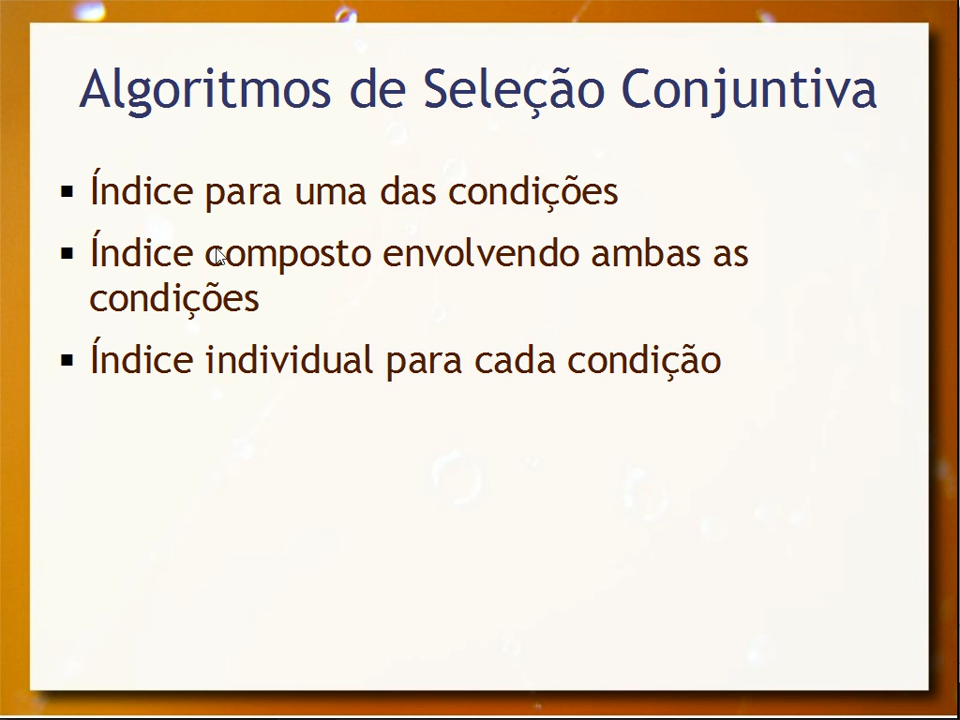 Algoritmos de Seleção Conjuntiva
Índice para uma das condições
Índice composto envolvendo ambas as
condições
Índice individual para cada condição